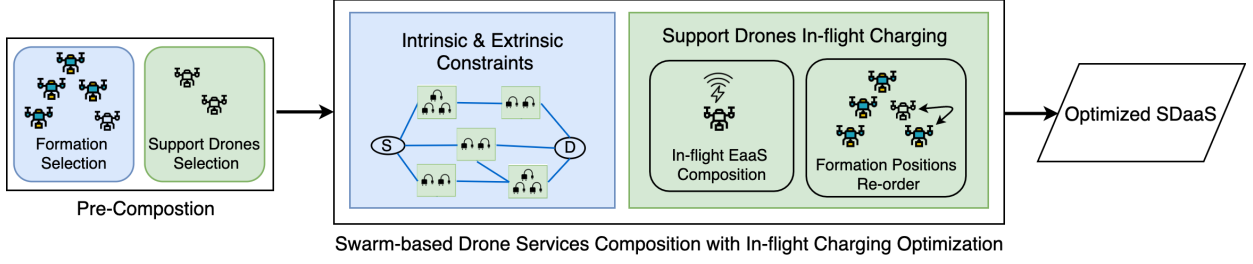 Formation
Selection
Support Drones
Selection
Pre-Compostion
Intrinsic & Extrinsic
Constraints
S
D
Support Drones In-flight Charging
In-flight EaaS
Composition
Formation Positions
Re-order
Swarm-based Drone Services Composition with In-flight Charging Optimization
Optimized SDaaS